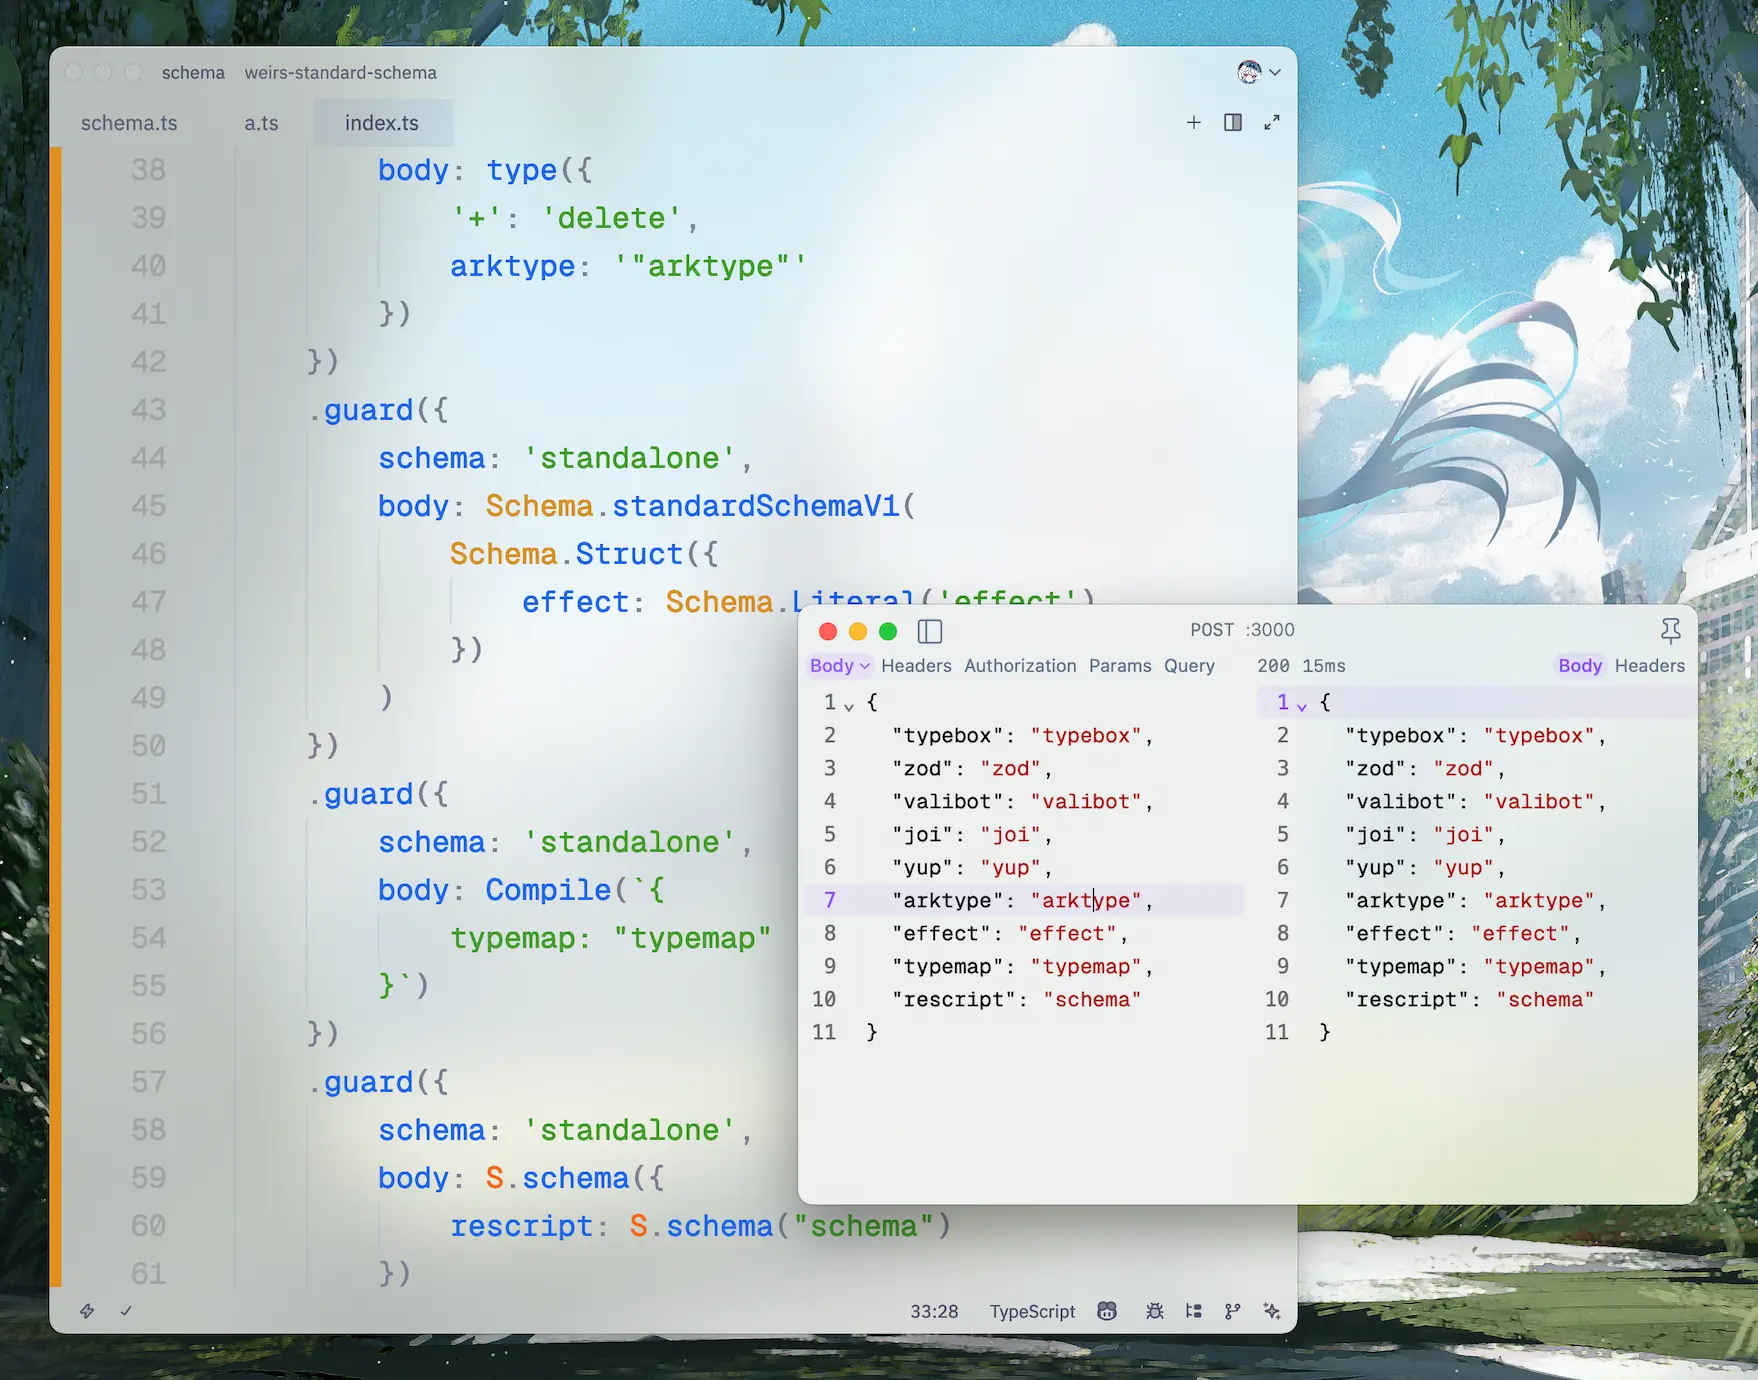 schema weirs-standard-schema
schema.ts a.ts index.ts
38 body: type({
39 '+': 'delete',
40 arktype: '"arktype"'
41 })
42 })
43 .guard({
44 schema: 'standalone',
45 body: Schema.standardSchemaV1(
46 Schema.Struct({
47 effect: Schema.Literal('effect')
48 })
49 )
50 })
51 .guard({
52 schema: 'standalone',
53 body: Compile(`{
54 typemap: "typemap"
55 }`)
56 })
57 .guard({
58 schema: 'standalone',
59 body: S.schema({
60 rescript: S.schema("schema")
61 })
33:28 TypeScript
POST :3000
Body Headers Authorization Params Query
1 {
2 "typebox": "typebox",
3 "zod": "zod",
4 "valibot": "valibot",
5 "joi": "joi",
6 "yup": "yup",
7 "arktype": "arktype",
8 "effect": "effect",
9 "typemap": "typemap",
10 "rescript": "schema"
11 }
200 15ms Body Headers
1 {
2 "typebox": "typebox",
3 "zod": "zod",
4 "valibot": "valibot",
5 "joi": "joi",
6 "yup": "yup",
7 "arktype": "arktype",
8 "effect": "effect",
9 "typemap": "typemap",
10 "rescript": "schema"
11 }